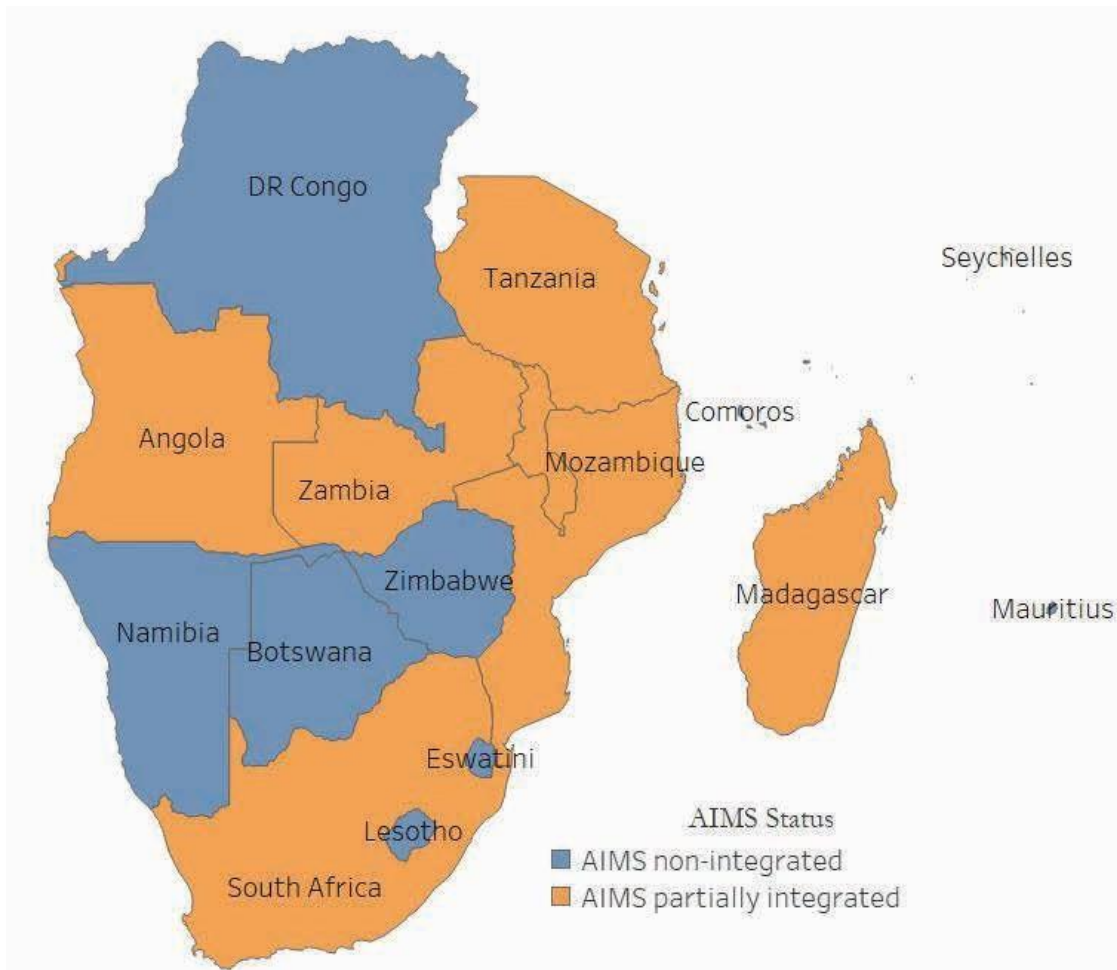 DR Congo
Tanzania
Seychelles
Comoros
Angola
Mozambique
Zambia
Zimbabwe
Madagascar
Mauritius
Namibia
Botswana
Eswatini
Lesotho
South Africa
AIMS Status
AIMS non-integrated
AIMS partially integrated